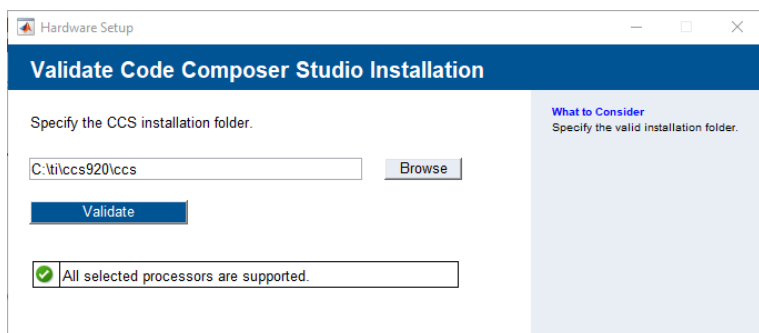 Hardware Setup
Validate Code Composer Studio Installation
Specify the CCS installation folder.
C:\ti\ccs920\ccs
Browse
Validate
All selected processors are supported.
What to Consider
Specify the valid installation folder.